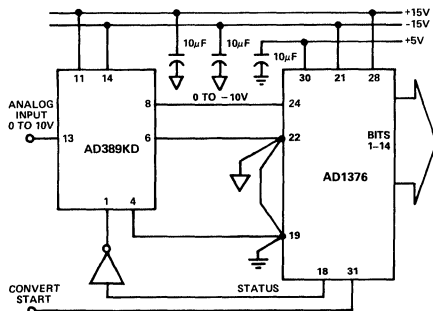 +15V
-15V
+5V
10μF
10μF
10μF
11
14
30
21
28
ANALOG
INPUT
0 TO 10V
13
8
0 TO -10V
24
AD389KD
6
22
BITS
1-14
AD1376
1
4
19
18
31
CONVERT
START
STATUS